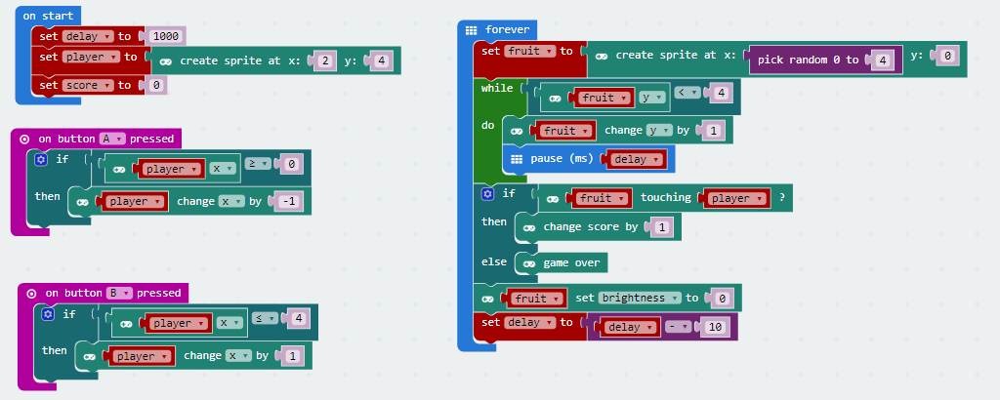 on start
set delay to 1000
set player to create sprite at x: 2 y: 4
set score to 0
on button A pressed
if player x ≥ 0
then player change x by -1
on button B pressed
if player x ≤ 4
then player change x by 1
forever
set fruit to create sprite at x: pick random 0 to 4 y: 0
while fruit y < 4
do fruit change y by 1
pause (ms) delay
if fruit touching player ?
then change score by 1
else game over
fruit set brightness to 0
set delay to delay - 10